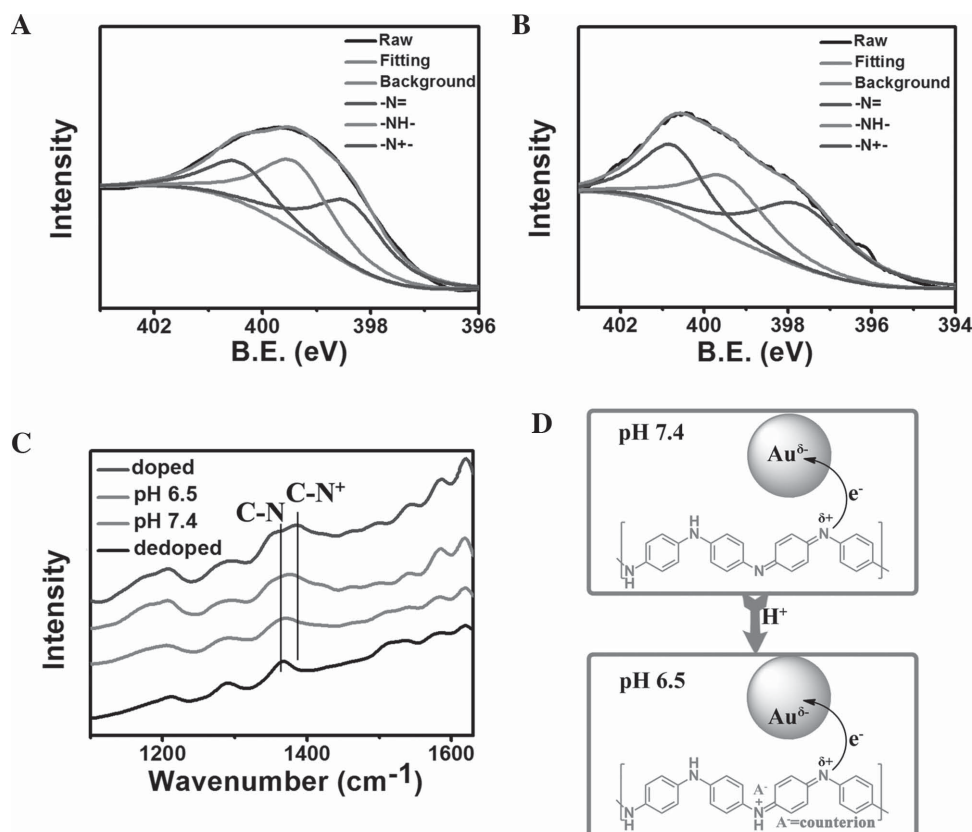 A
Raw
Fitting
Background
-N=
-NH-
-N+-
Intensity
402
400
398
396
B.E. (eV)
B
Raw
Fitting
Background
-N=
-NH-
-N+-
Intensity
402
400
398
396
394
B.E. (eV)
C
doped
pH 6.5
pH 7.4
dedoped
C-N
C-N⁺
Intensity
1200
1400
1600
Wavenumber (cm⁻¹)
D
pH 7.4
Auᵟ⁻
e⁻
δ+
H
N
N
N
N
H
H⁺
pH 6.5
Auᵟ⁻
e⁻
δ+
H
N
A⁻
N
+
N
H
N
H
A⁻=counterion